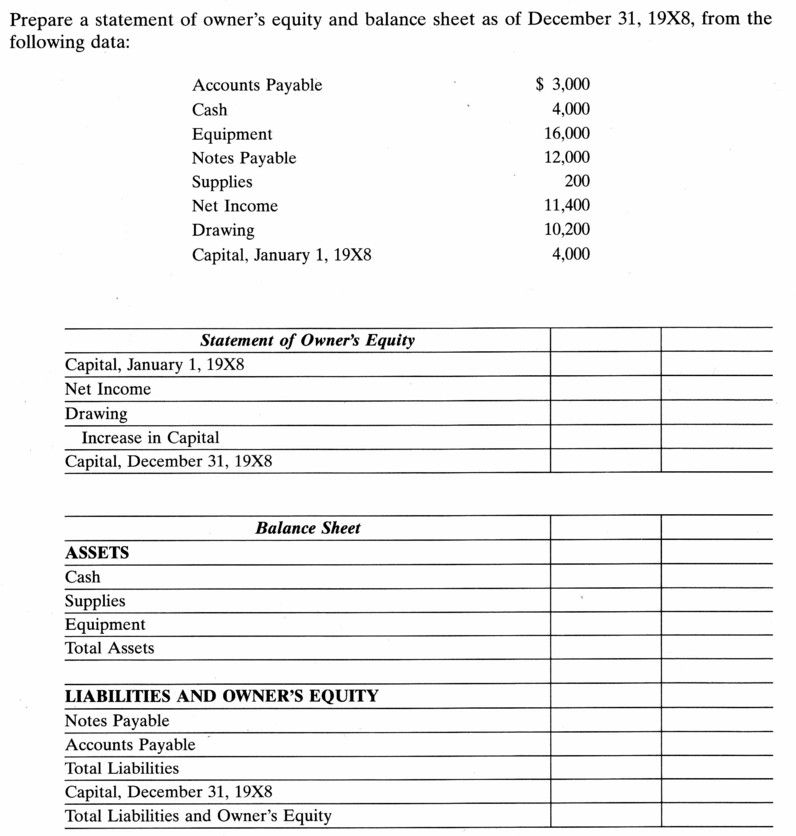 Prepare a statement of owner's equity and balance sheet as of December 31, 19X8, from the
following data:
Accounts Payable $ 3,000
Cash 4,000
Equipment 16,000
Notes Payable 12,000
Supplies 200
Net Income 11,400
Drawing 10,200
Capital, January 1, 19X8 4,000
Statement of Owner's Equity
Capital, January 1, 19X8
Net Income
Drawing
Increase in Capital
Capital, December 31, 19X8
Balance Sheet
ASSETS
Cash
Supplies
Equipment
Total Assets
LIABILITIES AND OWNER'S EQUITY
Notes Payable
Accounts Payable
Total Liabilities
Capital, December 31, 19X8
Total Liabilities and Owner's Equity